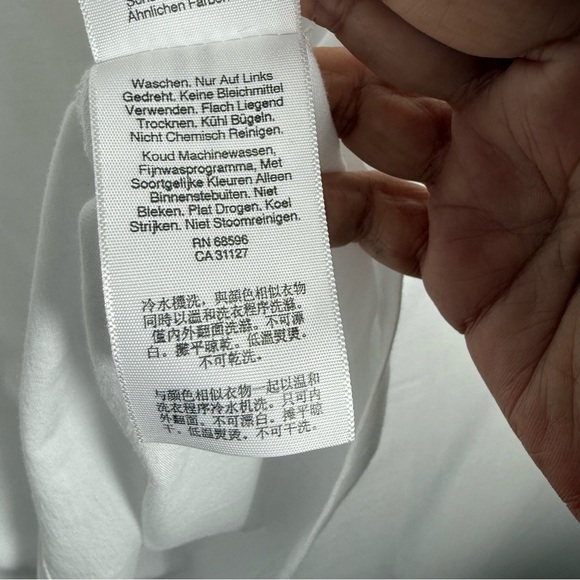 Ähnlichen Farben
Waschen. Nur Auf Links
Gedreht. Keine Bleichmittel
Verwenden. Flach Liegend
Trocknen. Kühl Bügeln.
Nicht Chemisch Reinigen.
Koud Machinewassen,
Fijnwasprogramma, Met
Soortgelijke Kleuren Alleen
Binnenstebuiten. Niet
Bleken. Plat Drogen. Koel
Strijken. Niet Stoomreinigen.
RN 68596
CA 31127
冷水機洗，與顏色相似衣物
同時以溫和洗衣程序洗滌。
值內外翻面洗滌。不可漂
白。攤平晾乾。低溫熨燙。
不可乾洗。
与颜色相似衣物一起以温和
洗衣程序冷水机洗。只可内
外翻面。不可漂白。摊平晾
干。低温熨烫。不可干洗。